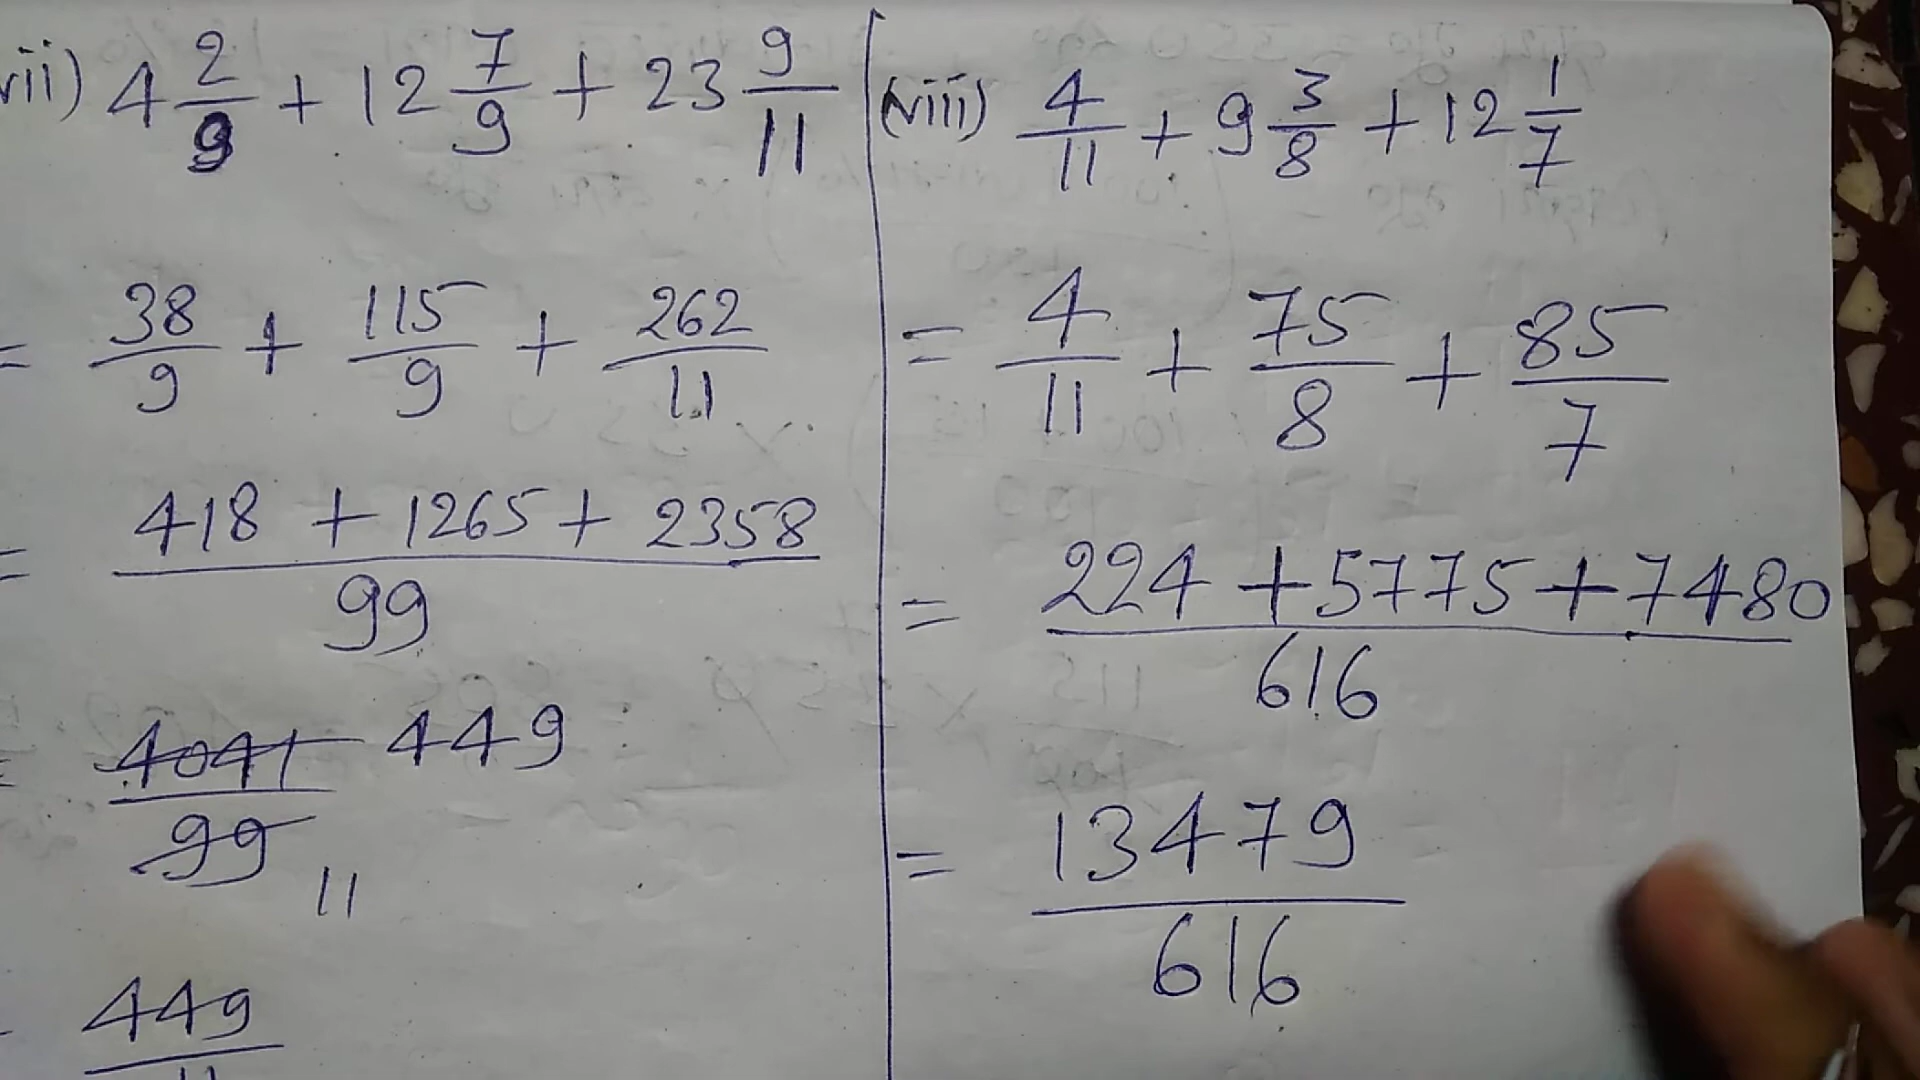 vii) 4 2/9 + 12 7/9 + 23 9/11
= 38/9 + 115/9 + 262/11
= 418 + 1265 + 2358 / 99
= 4041/99 449 11
= 449/11
(viii) 4/11 + 9 3/8 + 12 1/7
= 4/11 + 75/8 + 85/7
= 224 + 5775 + 7480 / 616
= 13479/616